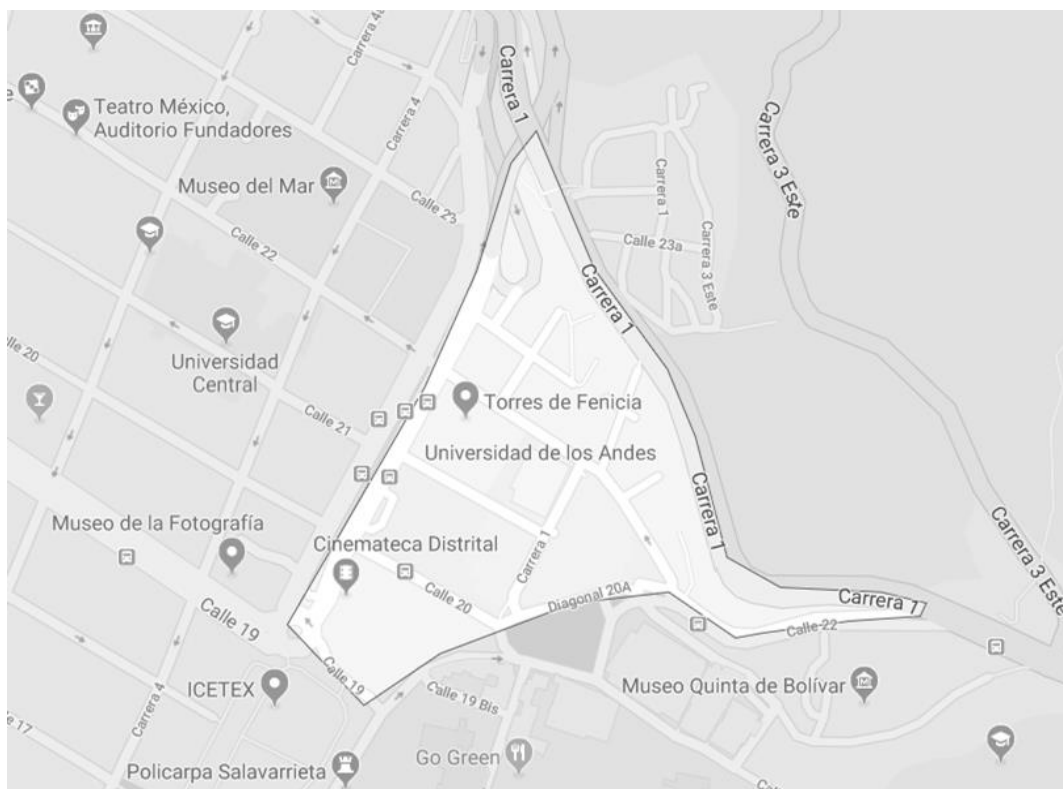 Carrera 4a
Carrera 1
Carrera 4
Teatro México,
Auditorio Fundadores
Carrera 3 Este
Museo del Mar
Carrera 1
Calle 23
Carrera 3 Este
Calle 22
Calle 23a
Carrera 1
Calle 20
Universidad
Central
Torres de Fenicia
Calle 21
Universidad de los Andes
Carrera 1
Museo de la Fotografía
Cinemateca Distrital
Carrera 1
Carrera 3 Este
Calle 20
Diagonal 20A
Carrera 1
Calle 19
Calle 22
Calle 19
ICETEX
Carrera 4
Calle 19 Bis
Museo Quinta de Bolívar
Go Green
Policarpa Salavarrieta